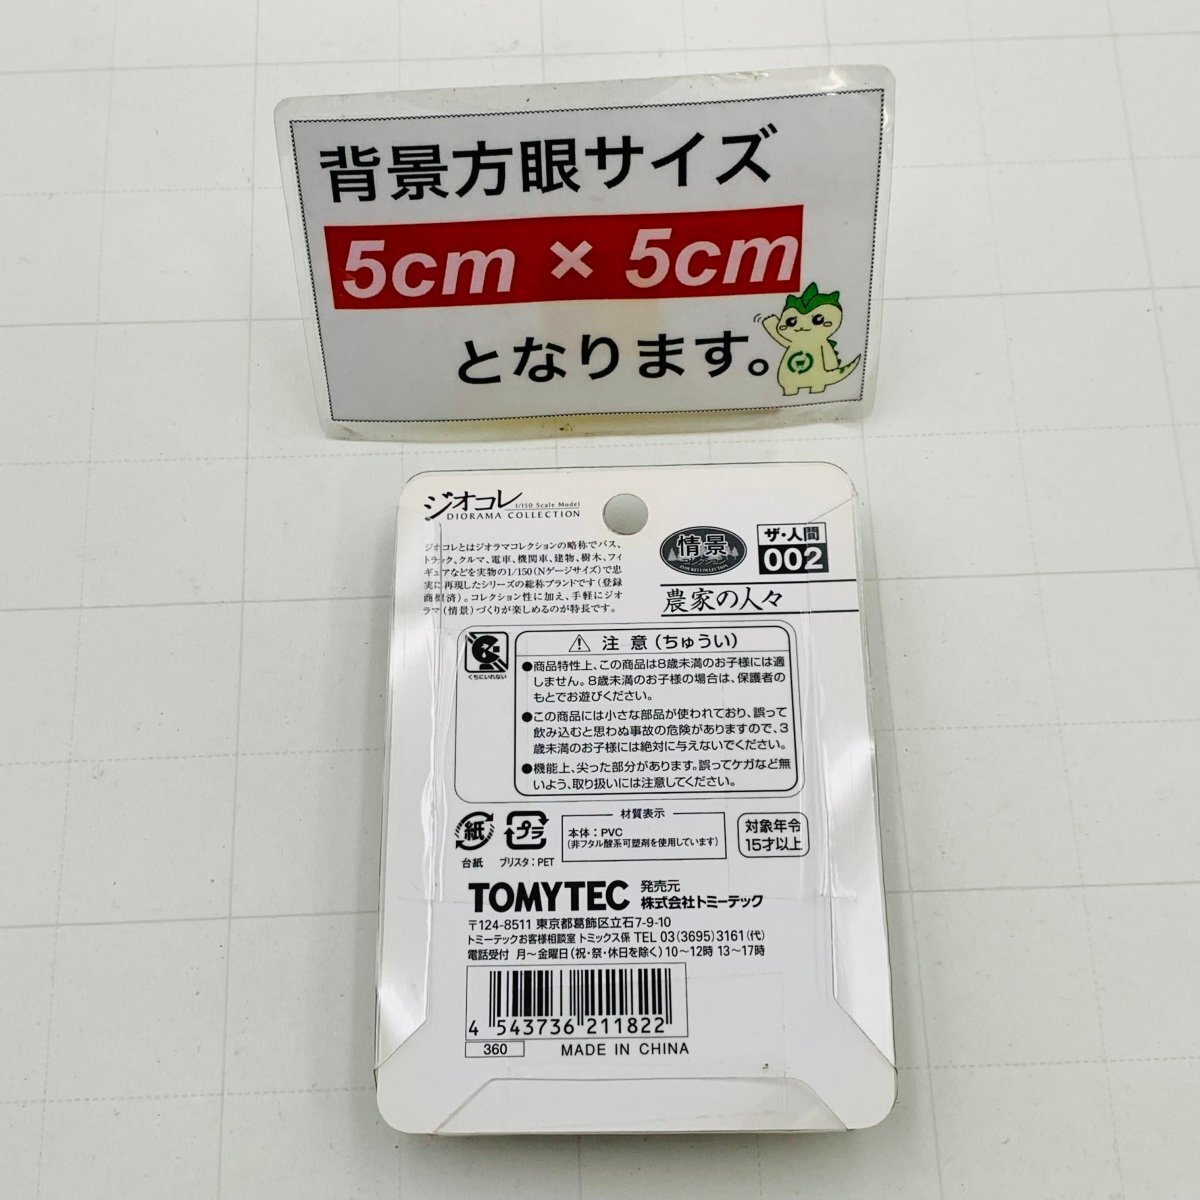 背景方眼サイズ
5cm × 5cm
となります。
ジオコレ
1/150 Scale Model
DIORAMA COLLECTION
ジオコレとはジオラマコレクションの略称でバス、
トラック、クルマ、電車、機関車、建物、樹木、フィ
ギュアなどを実物の1/150(Nゲージサイズ)で忠
実に再現したシリーズの総称ブランドです(登録
商標済)。コレクション性に加え、手軽にジオ
ラマ(情景)づくりが楽しめるのが特長です。
情景
コレクション
ザ・人間
002
農家の人々
くちにいれない
注意(ちゅうい)
●商品特性上、この商品は8歳未満のお子様には適
しません。8歳未満のお子様の場合は、保護者の
もとでお遊びください。
●この商品には小さな部品が使われており、誤って
飲み込むと思わぬ事故の危険がありますので、3
歳未満のお子様には絶対に与えないでください。
●機能上、尖った部分があります。誤ってケガなど無
いよう、取り扱いには注意してください。
紙
台紙
プラ
ブリスタ:PET
材質表示
本体:PVC
(非フタル酸系可塑剤を使用しています)
対象年令
15才以上
TOMYTEC
発売元
株式会社トミーテック
〒124-8511 東京都葛飾区立石7-9-10
トミーテックお客様相談室 トミックス係 TEL 03(3695)3161(代)
電話受付 月〜金曜日(祝・祭・休日を除く)10〜12時 13〜17時
4 543736 211822
360
MADE IN CHINA